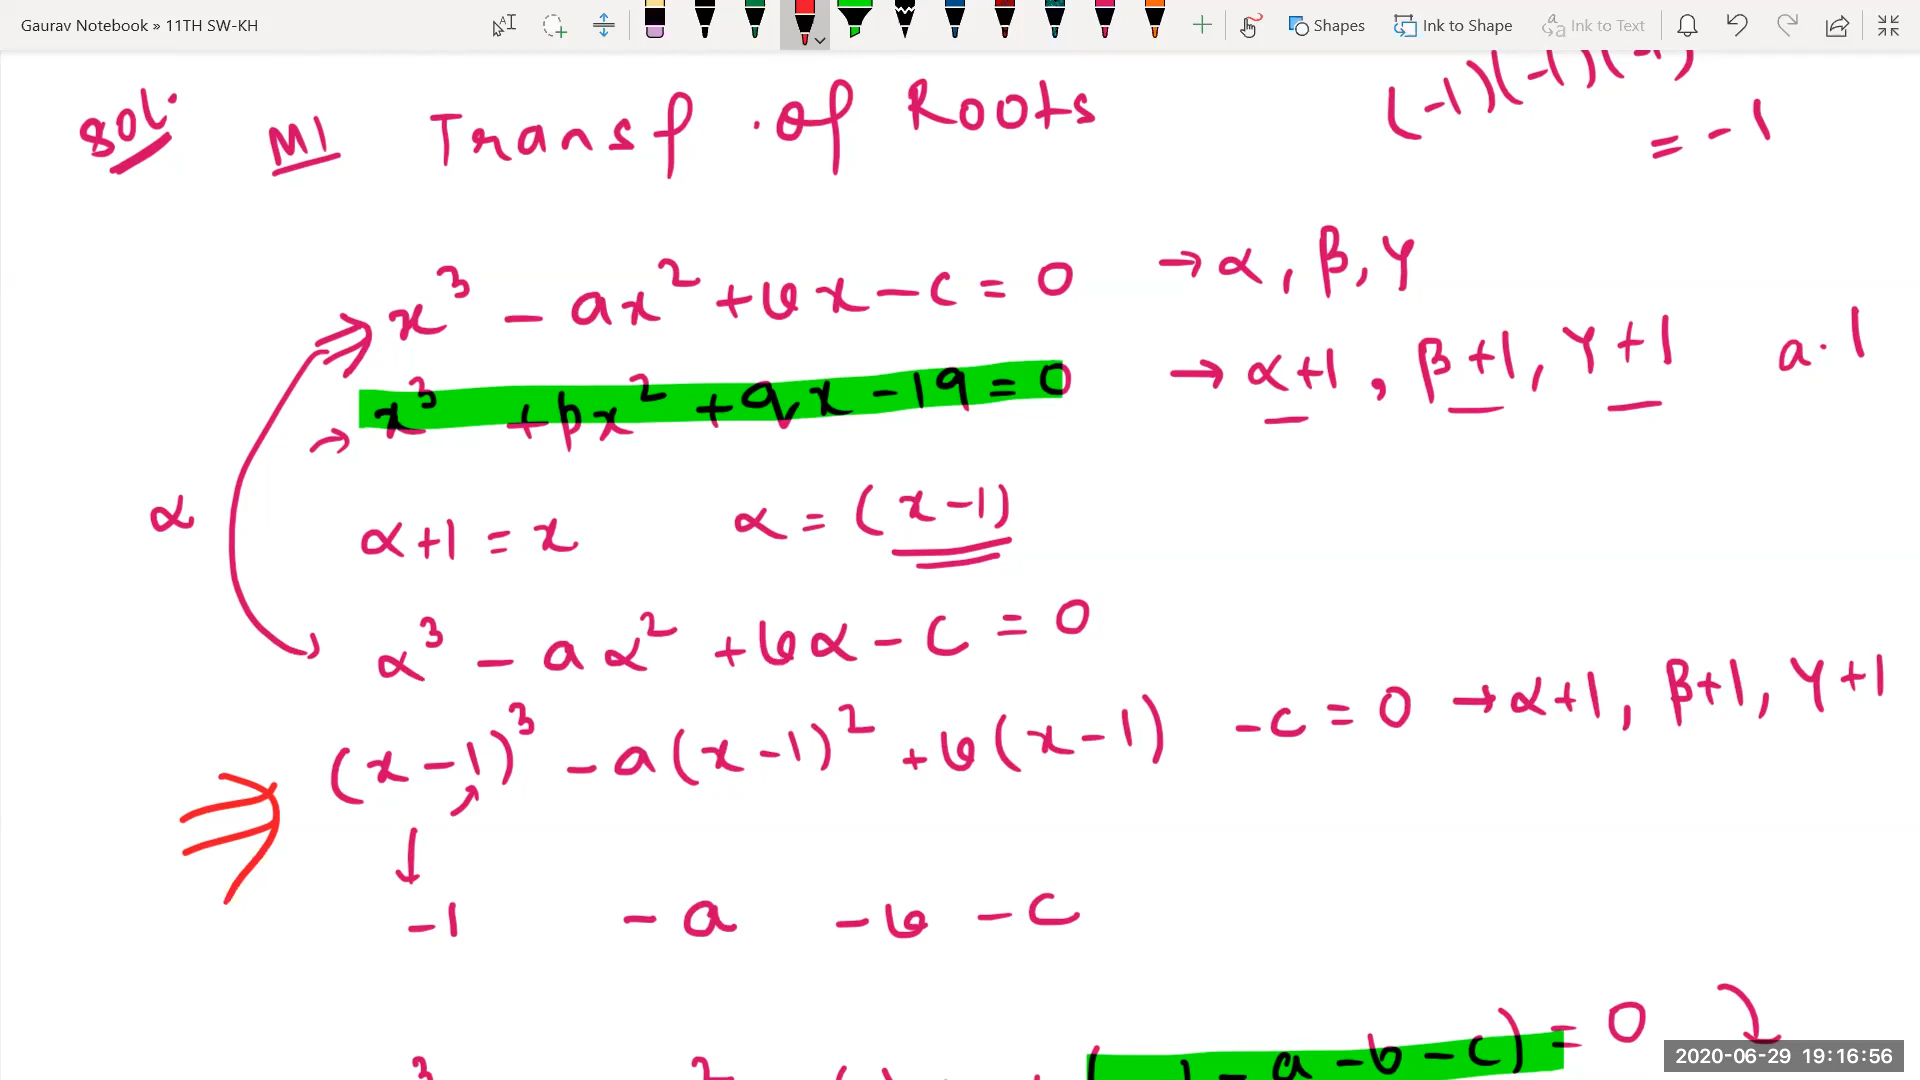 Gaurav Notebook » 11TH SW-KH
Shapes
Ink to Shape
Ink to Text
(-1)(-1)(-1)
= -1
Sol.
M1 Transf. of Roots
x³ - ax² + bx - c = 0 → α, β, γ
x³ + px² + qx - 19 = 0 → α+1, β+1, γ+1 a.1
α
α+1 = x α = (x-1)
α³ - aα² + bα - c = 0
(x-1)³ - a(x-1)² + b(x-1) - c = 0 → α+1, β+1, γ+1
-1 -a -b -c
-a-b-c) = 0
2020-06-29 19:16:56